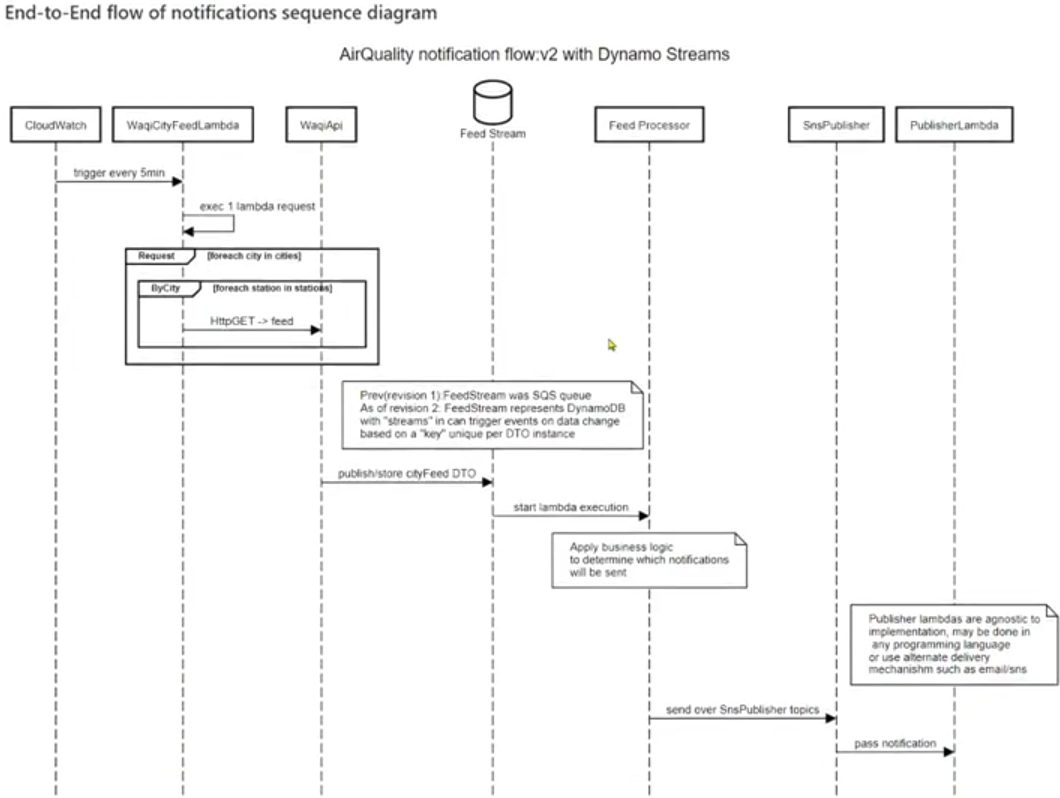 End-to-End flow of notifications sequence diagram
AirQuality notification flow:v2 with Dynamo Streams
CloudWatch
WaqiCityFeedLambda
WaqiApi
Feed Stream
Feed Processor
SnsPublisher
PublisherLambda
trigger every 5min
exec 1 lambda request
Request
[foreach city in cities]
ByCity
[foreach station in stations]
HttpGET -> feed
Prev(revision 1):FeedStream was SQS queue
As of revision 2: FeedStream represents DynamoDB
with "streams" in can trigger events on data change
based on a "key" unique per DTO instance
publish/store cityFeed DTO
start lambda execution
Apply business logic
to determine which notifications
will be sent
Publisher lambdas are agnostic to
implementation, may be done in
any programming language
or use alternate delivery
mechanishm such as email/sns
send over SnsPublisher topics
pass notification